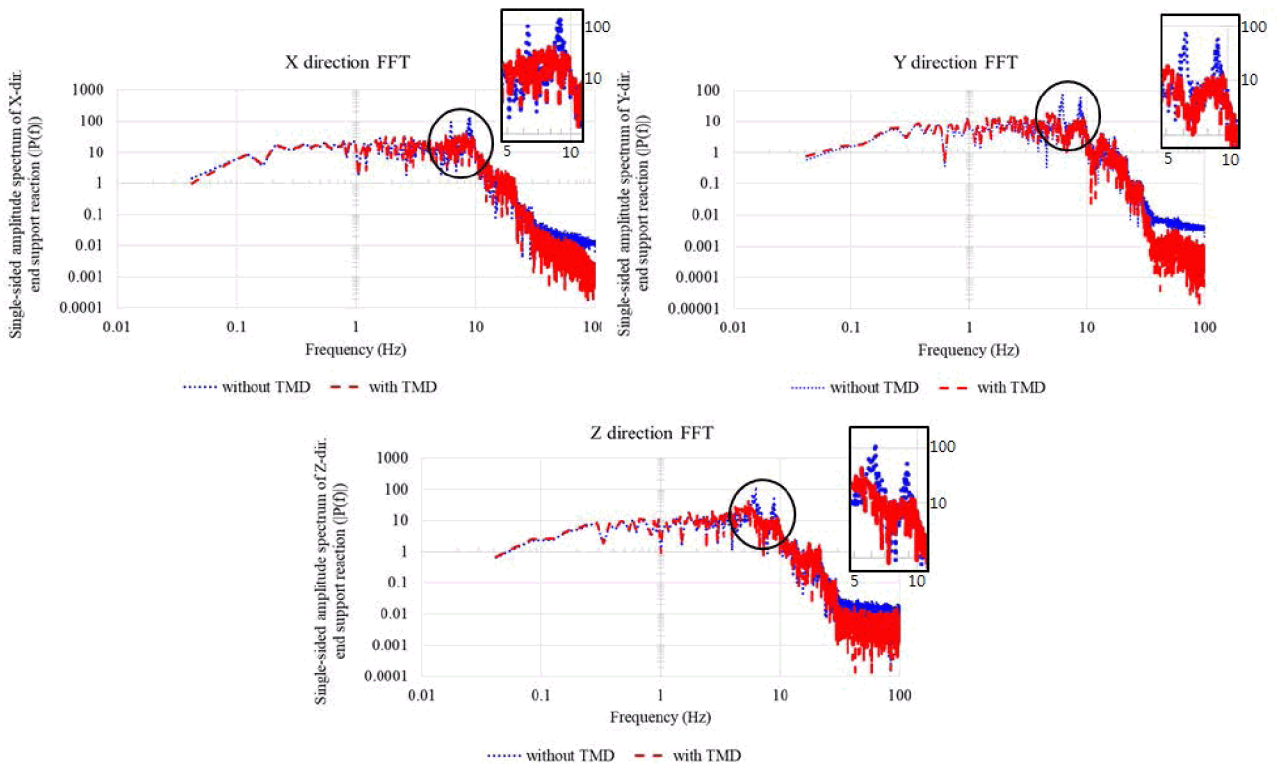 X direction FFT
Single-sided amplitude spectrum of X-dir.
end support reaction (|P(f)|)
1000
100
10
1
0.1
0.01
0.001
0.0001
0.01
0.1
1
10
100
Frequency (Hz)
without TMD
with TMD
100
10
5
10
Y direction FFT
Single-sided amplitude spectrum of Y-dir.
end support reaction (|P(f)|)
100
10
1
0.1
0.01
0.001
0.0001
0.00001
0.01
0.1
1
10
100
Frequency (Hz)
without TMD
with TMD
100
10
5
10
Z direction FFT
Single-sided amplitude spectrum of Z-dir.
end support reaction (|P(f)|)
1000
100
10
1
0.1
0.01
0.001
0.0001
0.01
0.1
1
10
100
Frequency (Hz)
without TMD
with TMD
100
10
5
10